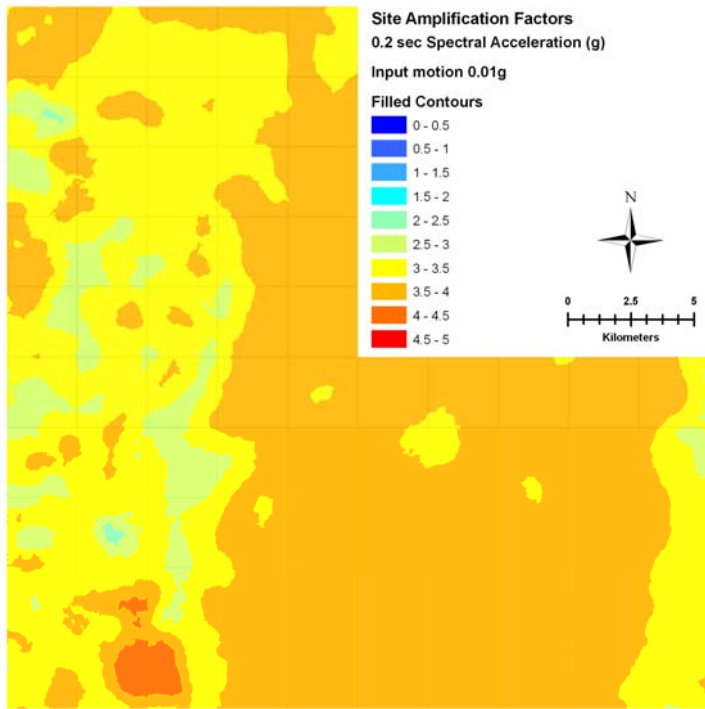 Site Amplification Factors
0.2 sec Spectral Acceleration (g)
Input motion 0.01g
Filled Contours
0 - 0.5
0.5 - 1
1 - 1.5
1.5 - 2
2 - 2.5
2.5 - 3
3 - 3.5
3.5 - 4
4 - 4.5
4.5 - 5
N
0 2.5 5
Kilometers